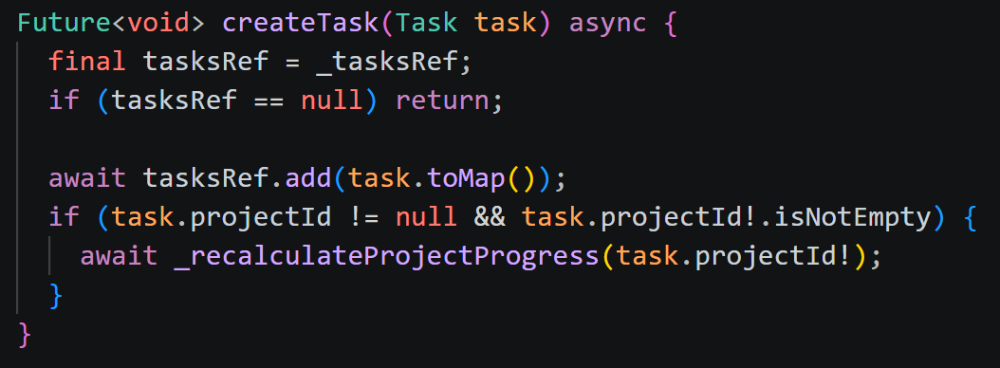 Future<void> createTask(Task task) async {
  final tasksRef = _tasksRef;
  if (tasksRef == null) return;

  await tasksRef.add(task.toMap());
  if (task.projectId != null && task.projectId!.isNotEmpty) {
    await _recalculateProjectProgress(task.projectId!);
  }
}